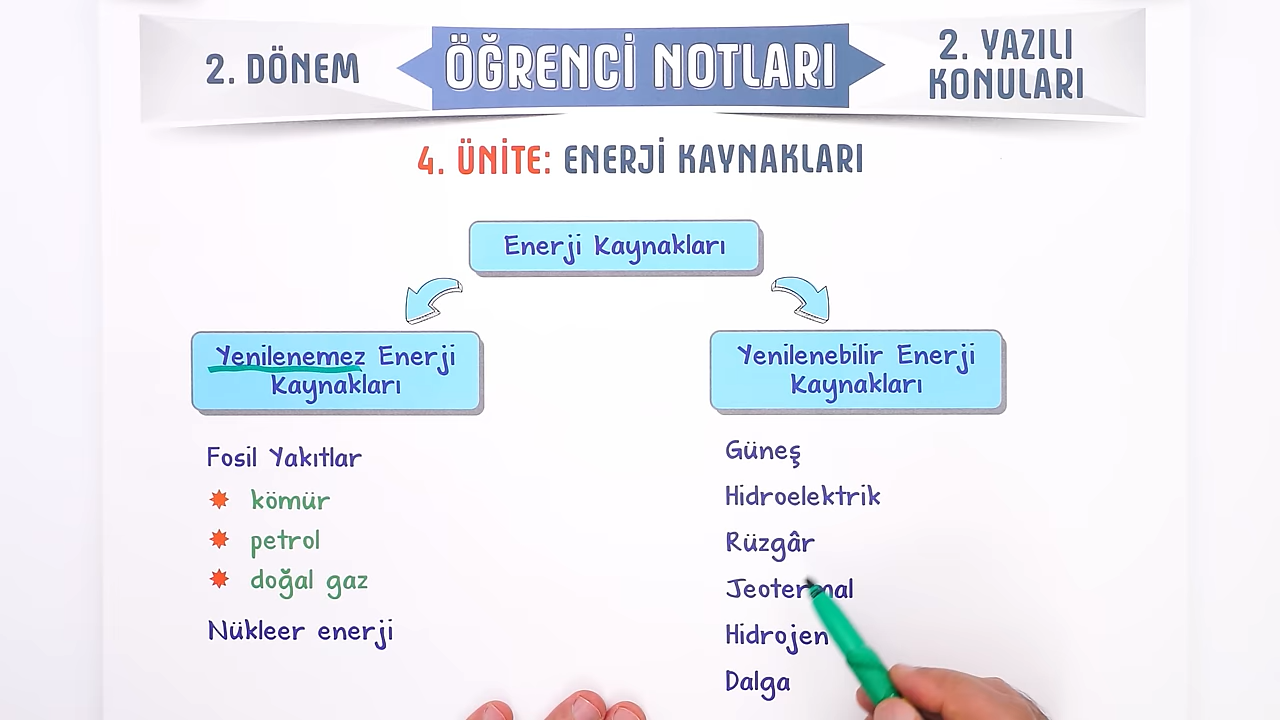 2. DÖNEM
ÖĞRENCİ NOTLARI
2. YAZILI
KONULARI
4. ÜNİTE: ENERJİ KAYNAKLARI
Enerji Kaynakları
Yenilenemez Enerji
Kaynakları
Fosil Yakıtlar
kömür
petrol
doğal gaz
Nükleer enerji
Yenilenebilir Enerji
Kaynakları
Güneş
Hidroelektrik
Rüzgâr
Jeotermal
Hidrojen
Dalga